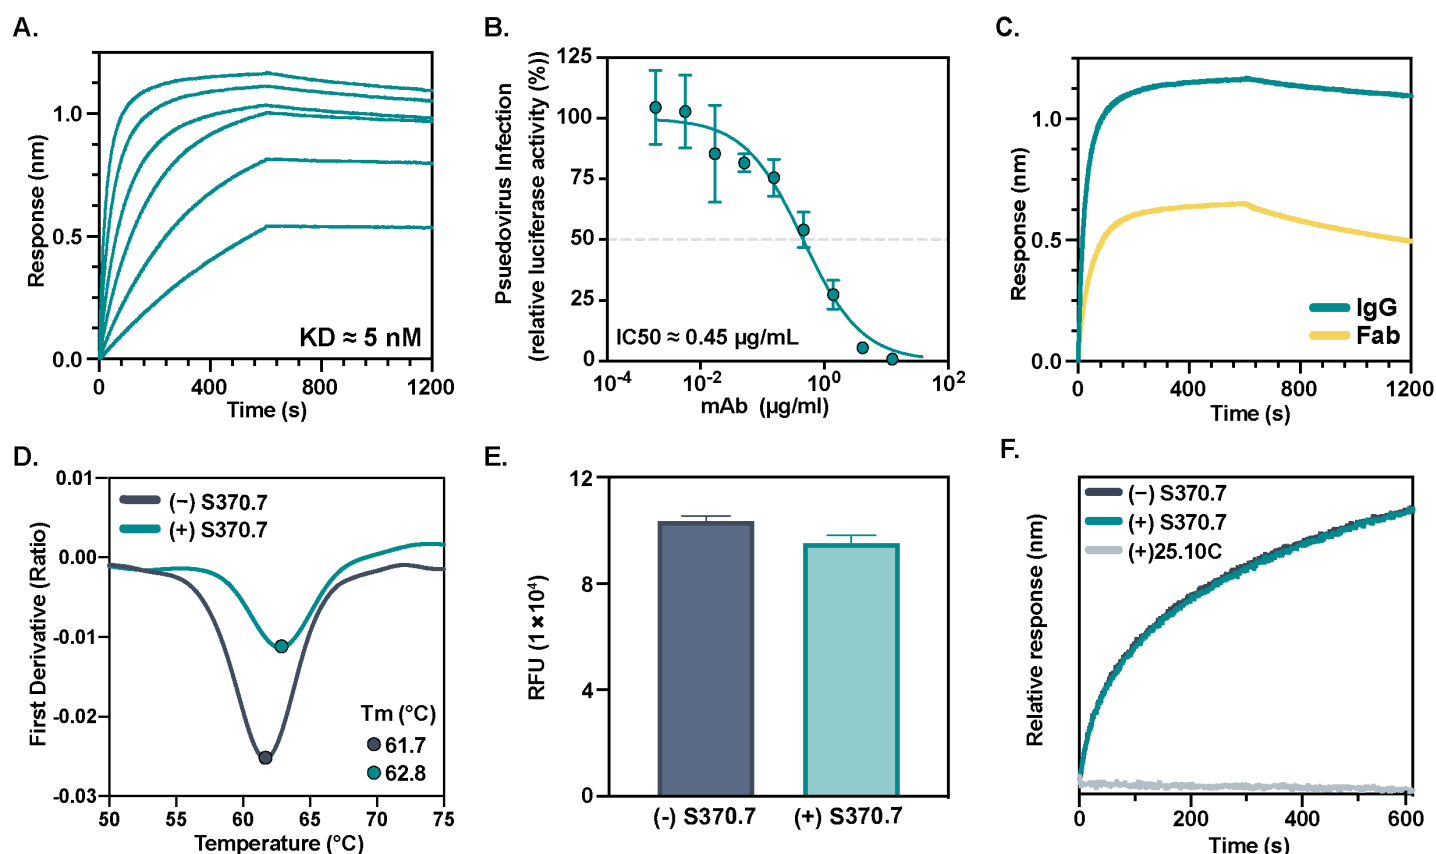 A.
Response (nm)
1.0
0.5
0.0
KD ≈ 5 nM
0 400 800 1200
Time (s)
B.
Psuedovirus Infection
(relative luciferase activity (%))
125
100
75
50
25
0
IC50 ≈ 0.45 µg/mL
10-4 10-2 100 102
mAb (µg/ml)
C.
Response (nm)
1.0
0.5
0.0
IgG
Fab
0 400 800 1200
Time (s)
D.
First Derivative (Ratio)
0.01
0.00
-0.01
-0.02
-0.03
(−) S370.7
(+) S370.7
Tm (°C)
61.7
62.8
50 55 60 65 70 75
Temperature (°C)
E.
RFU (1 ×10⁴)
12
8
4
0
(-) S370.7 (+) S370.7
F.
Relative response (nm)
(−) S370.7
(+) S370.7
(+)25.10C
0 200 400 600
Time (s)